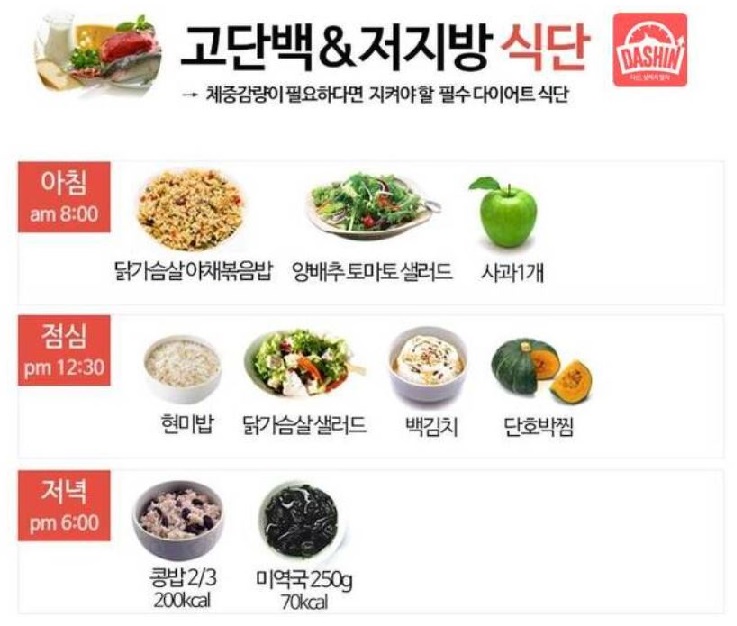 고단백&저지방 식단
DASHIN
→ 체중감량이 필요하다면 지켜야할 필수 다이어트 식단
아침
am 8:00
닭가슴살야채볶음밥
양배추토마토 샐러드
사과1개
점심
pm 12:30
현미밥
닭가슴살샐러드
백김치
단호박찜
저녁
pm 6:00
콩밥 2/3
200kcal
미역국 250g
70kcal